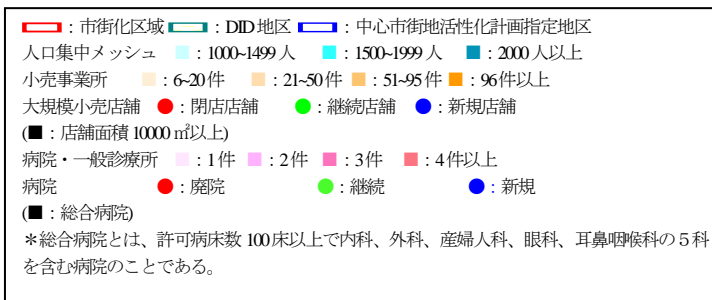 ：市街化区域 ：DID地区 ：中心市街地活性化計画指定地区
人口集中メッシュ ■：1000~1499人 ■：1500~1999人 ■：2000人以上
小売事業所 ■：6~20件 ■：21~50件 ■：51~95件 ■：96件以上
大規模小売店舗 ●：閉店店舗 ●：継続店舗 ●：新規店舗
(■：店舗面積10000㎡以上)
病院・一般診療所 ■：1件 ■：2件 ■：3件 ■：4件以上
病院 ●：廃院 ●：継続 ●：新規
(■：総合病院)
＊総合病院とは、許可病床数100床以上で内科、外科、産婦人科、眼科、耳鼻咽喉科の５科
を含む病院のことである。